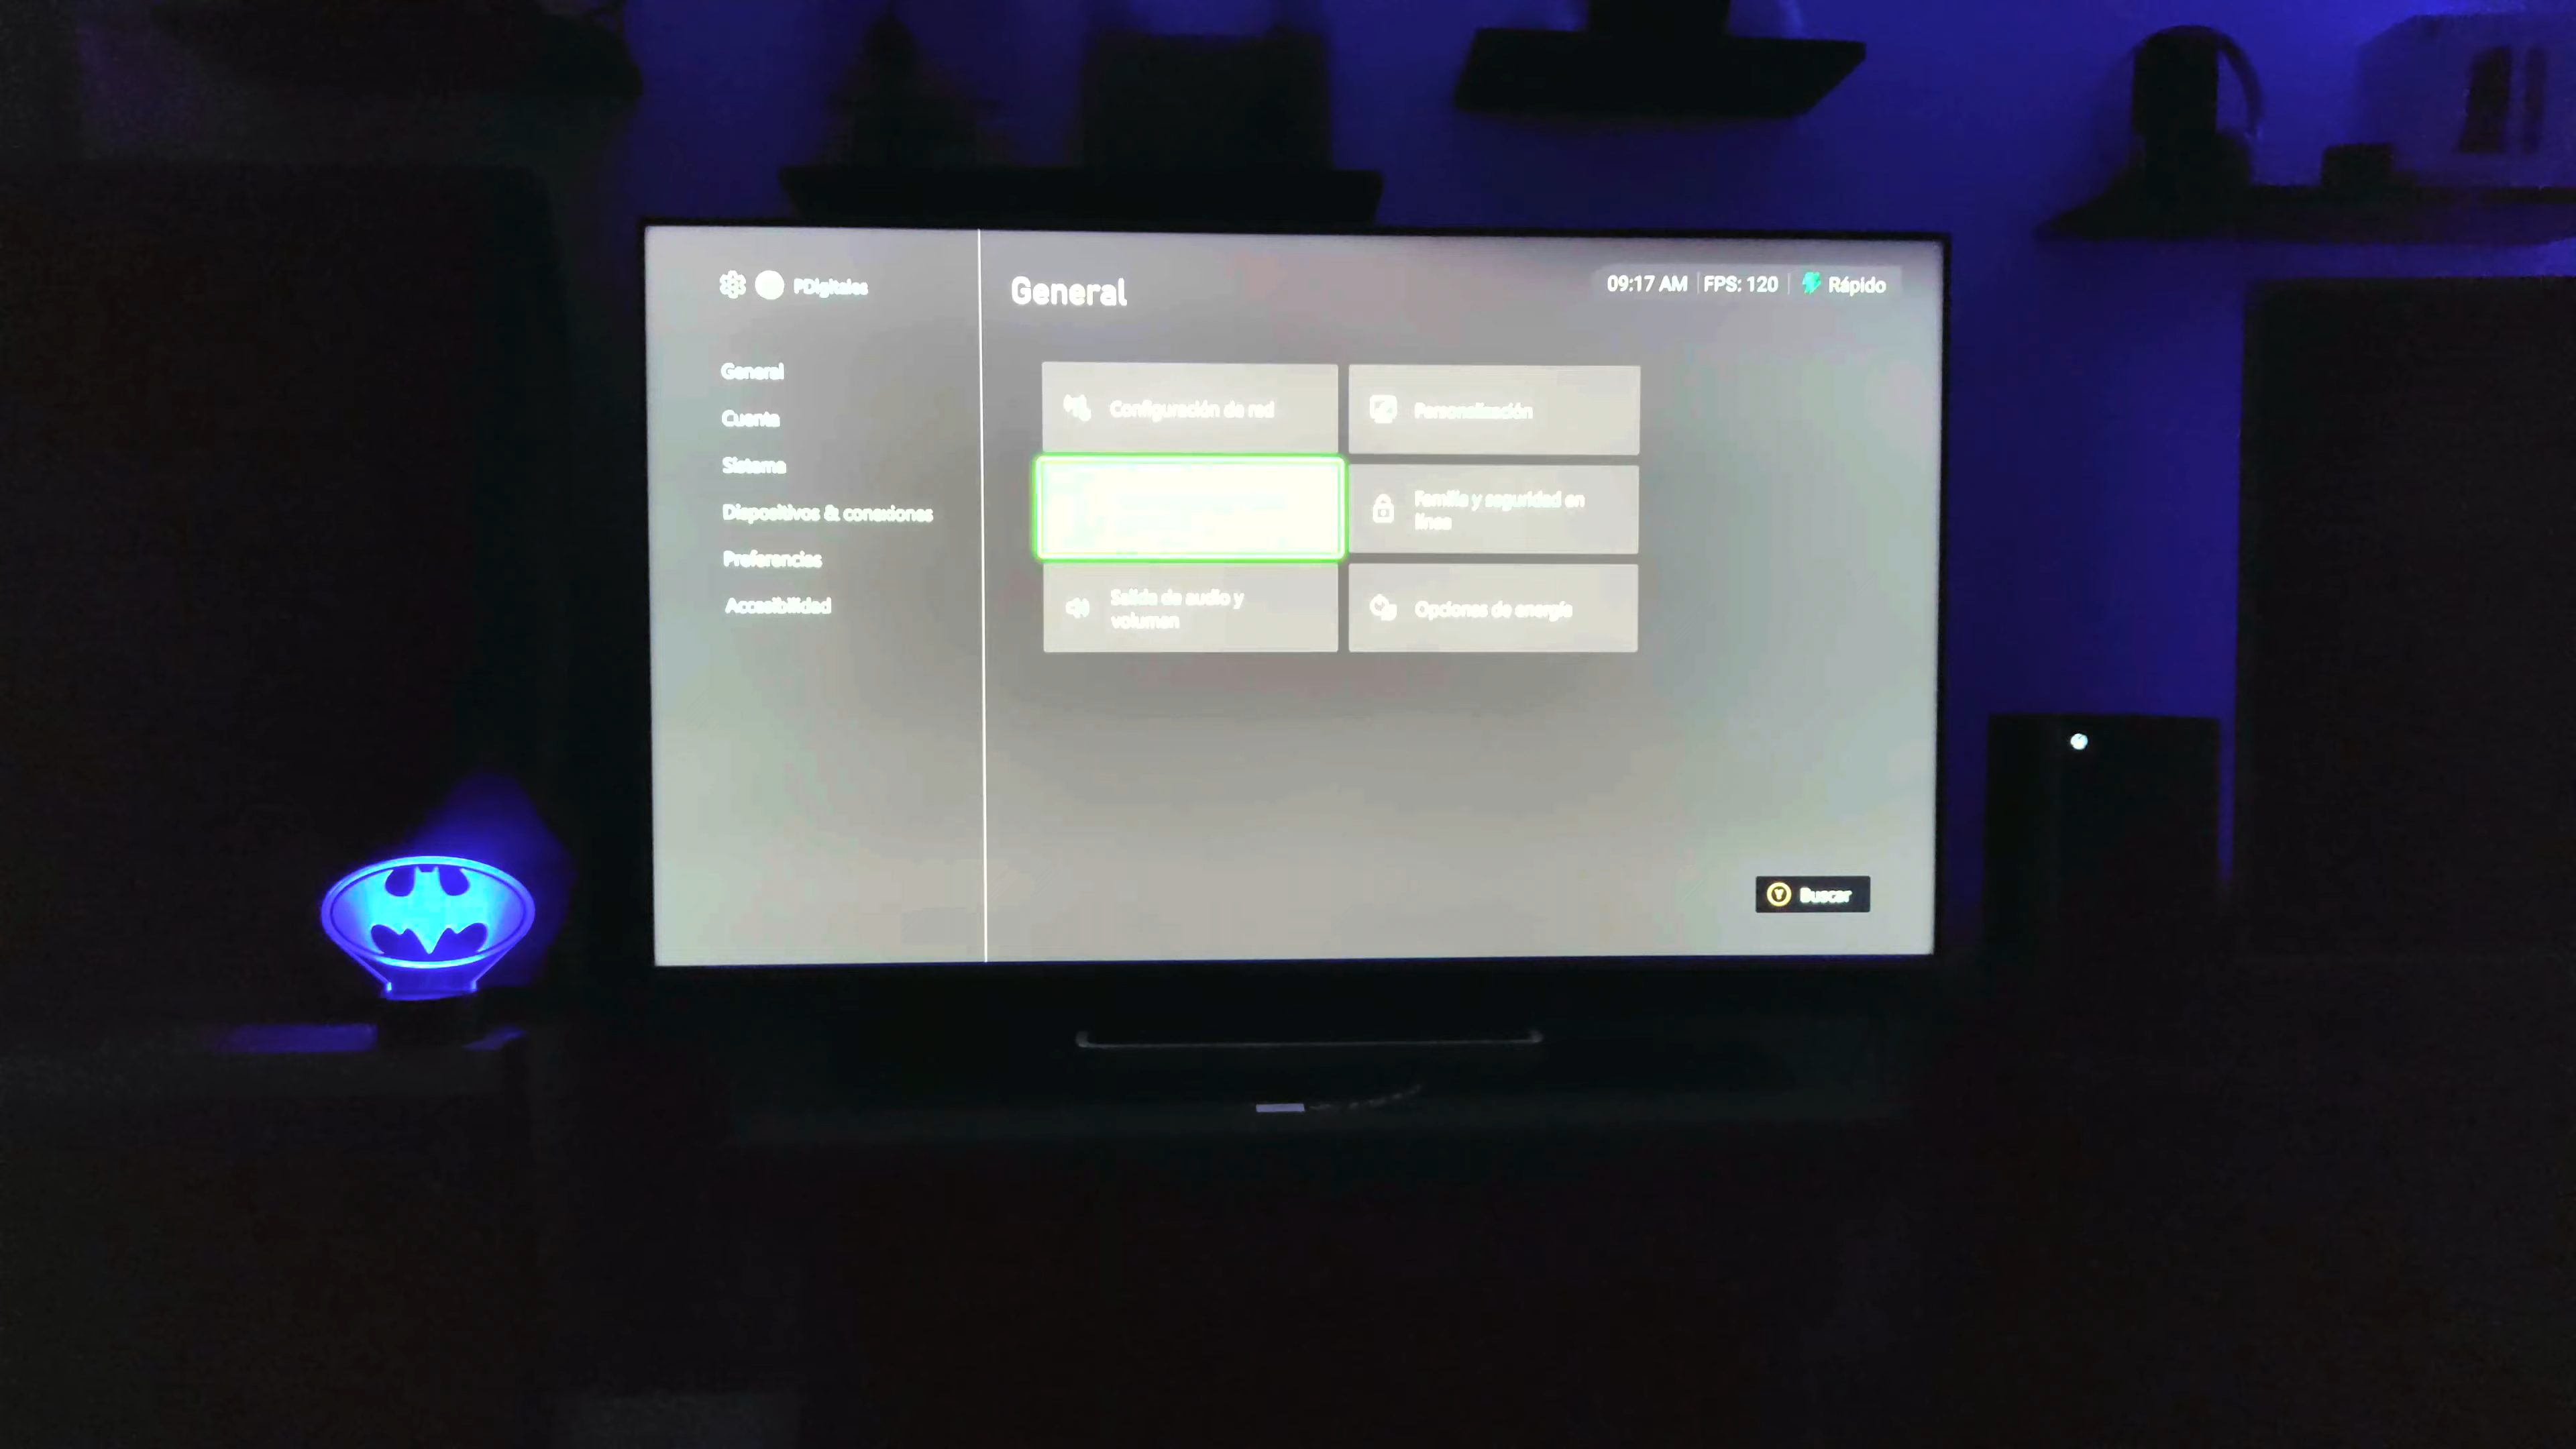 PDigitales
General
Cuenta
Sistema
Dispositivos & conexiones
Preferencias
Accesibilidad
General
09:17 AM | FPS: 120 | Rápido
Configuración de red
Personalización
Familia y seguridad en
línea
Salida de audio y
volumen
Opciones de energía
Y Buscar